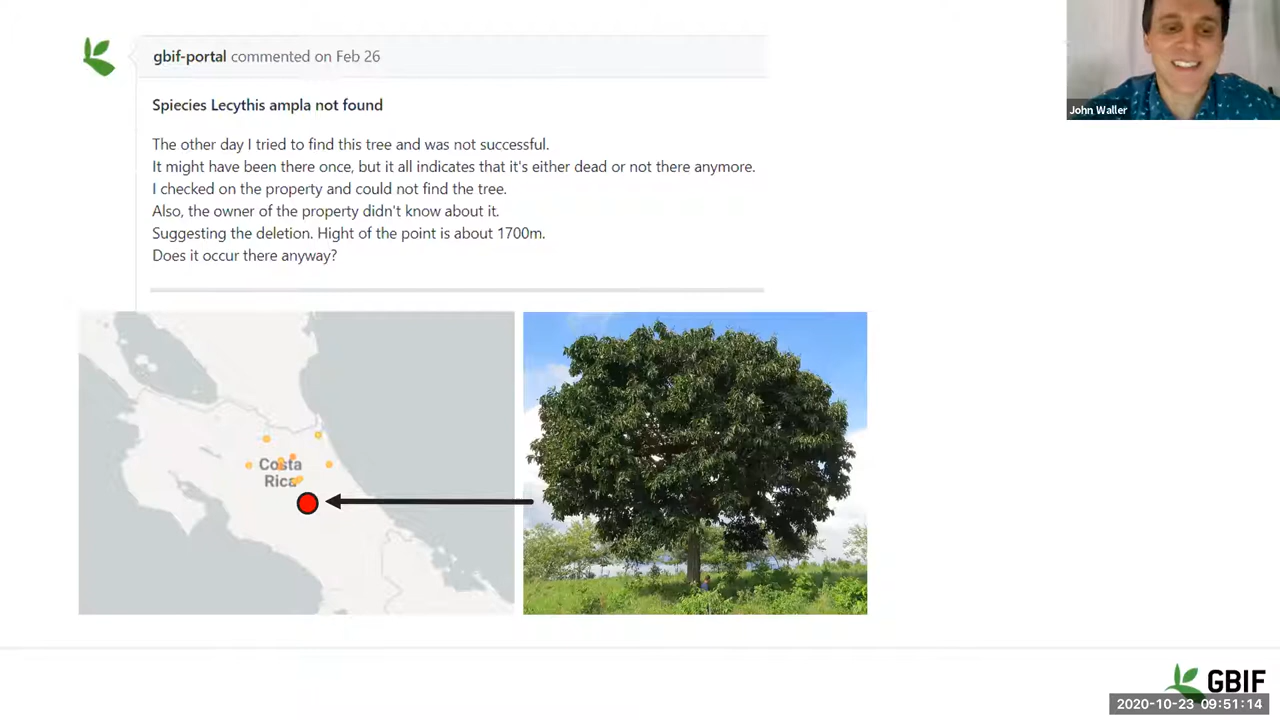 gbif-portal commented on Feb 26
John Waller
Spiecies Lecythis ampla not found
The other day I tried to find this tree and was not successful.
It might have been there once, but it all indicates that it's either dead or not there anymore.
I checked on the property and could not find the tree.
Also, the owner of the property didn't know about it.
Suggesting the deletion. Hight of the point is about 1700m.
Does it occur there anyway?
Costa
Rica
GBIF
2020-10-23 09:51:14